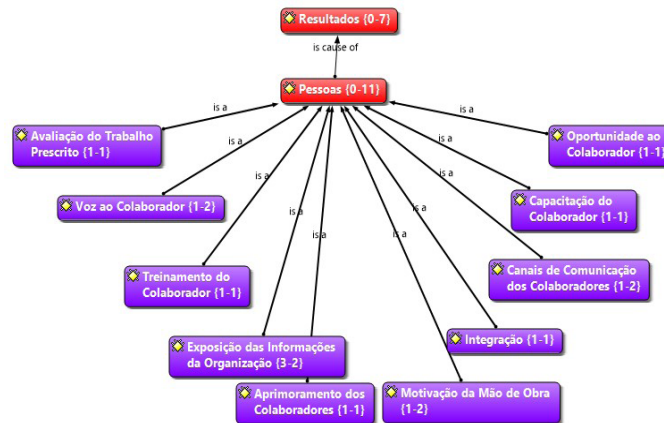 Resultados {0-7}
is cause of
Pessoas {0-11}
is a
is a
Avaliação do Trabalho
Prescrito {1-1}
Oportunidade ao
Colaborador {1-1}
is a
is a
Voz ao Colaborador {1-2}
Capacitação do
Colaborador {1-1}
is a
is a
is a
is a
is a
is a
Treinamento do
Colaborador {1-1}
Canais de Comunicação
dos Colaboradores {1-2}
Exposição das Informações
da Organização {3-2}
Integração {1-1}
Aprimoramento dos
Colaboradores {1-1}
Motivação da Mão de Obra
{1-2}